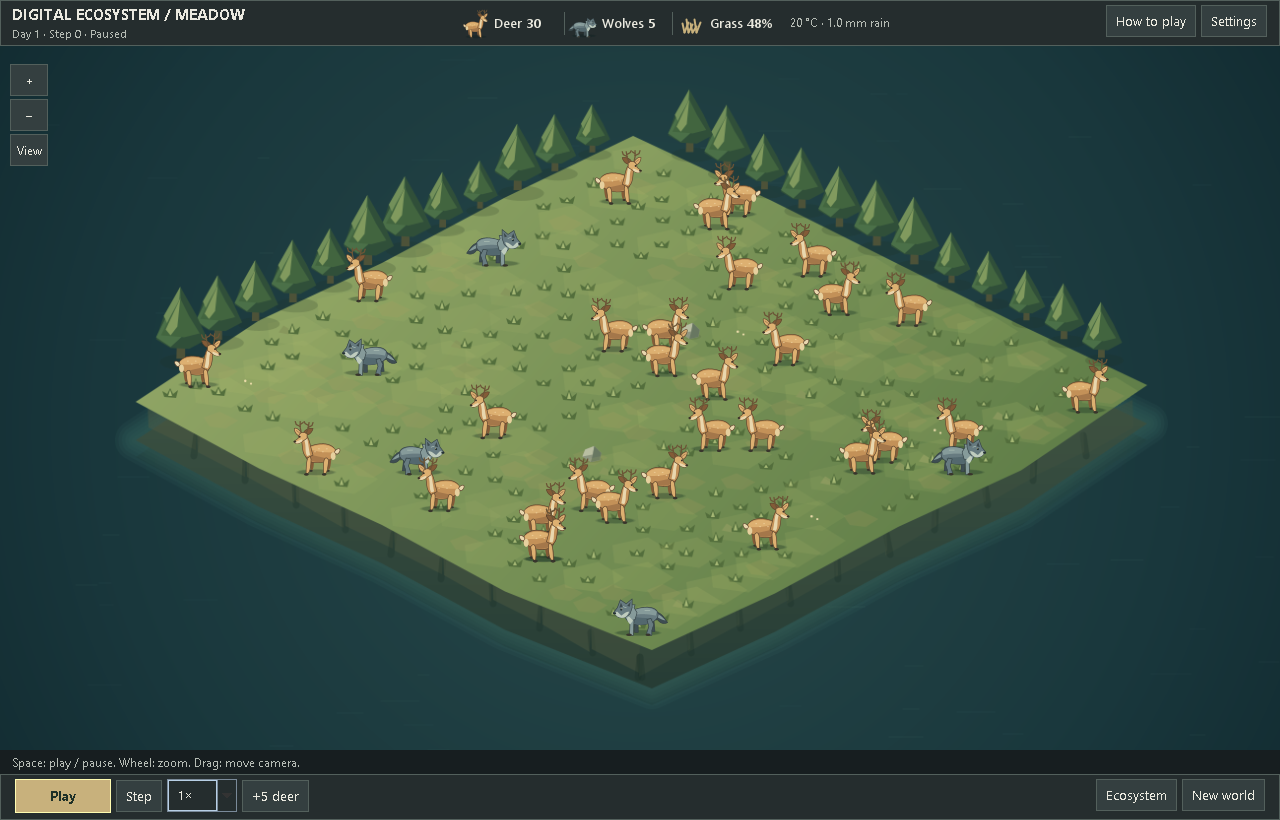 DIGITAL ECOSYSTEM / MEADOW
Day 1 · Step 0 · Paused
Deer 30
Wolves 5
Grass 48%
20 °C · 1.0 mm rain
How to play
Settings
+
−
View
Space: play / pause. Wheel: zoom. Drag: move camera.
Play
Step
1×
+5 deer
Ecosystem
New world